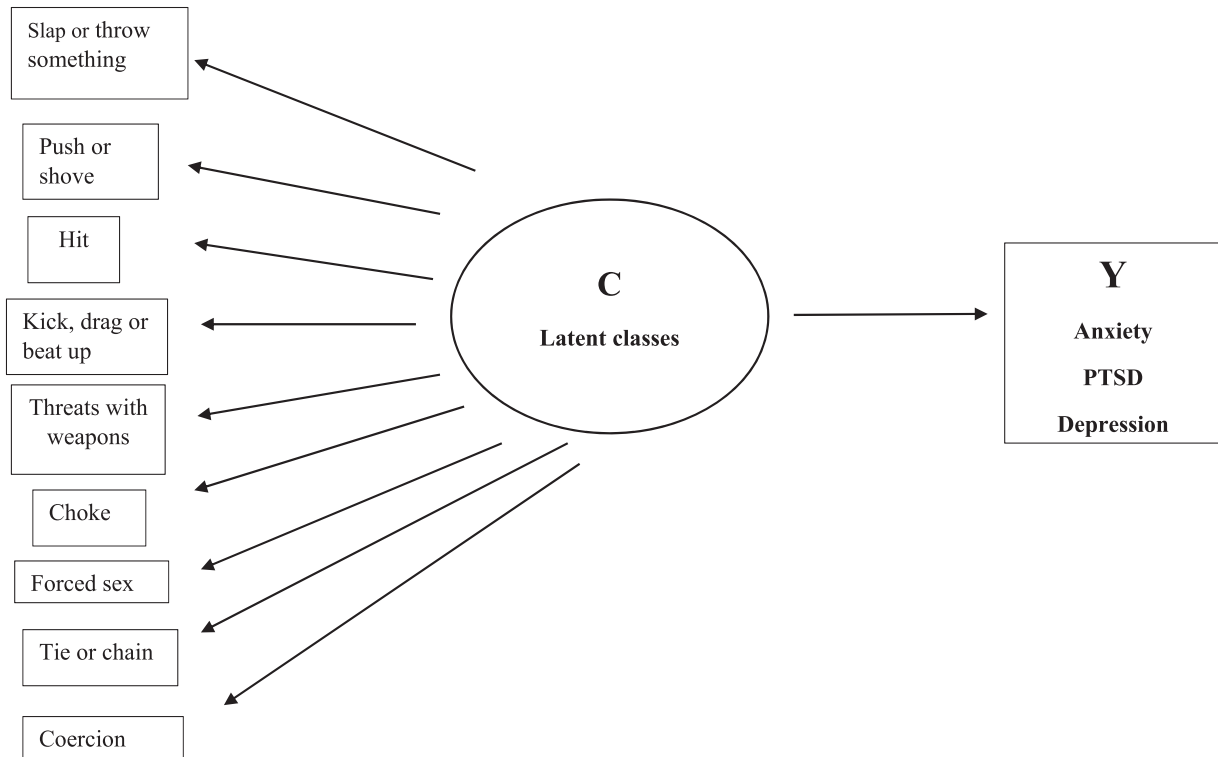 Slap or throw
something
Push or
shove
Hit
Kick, drag or
beat up
Threats with
weapons
Choke
Forced sex
Tie or chain
Coercion
C
Latent classes
Y
Anxiety
PTSD
Depression